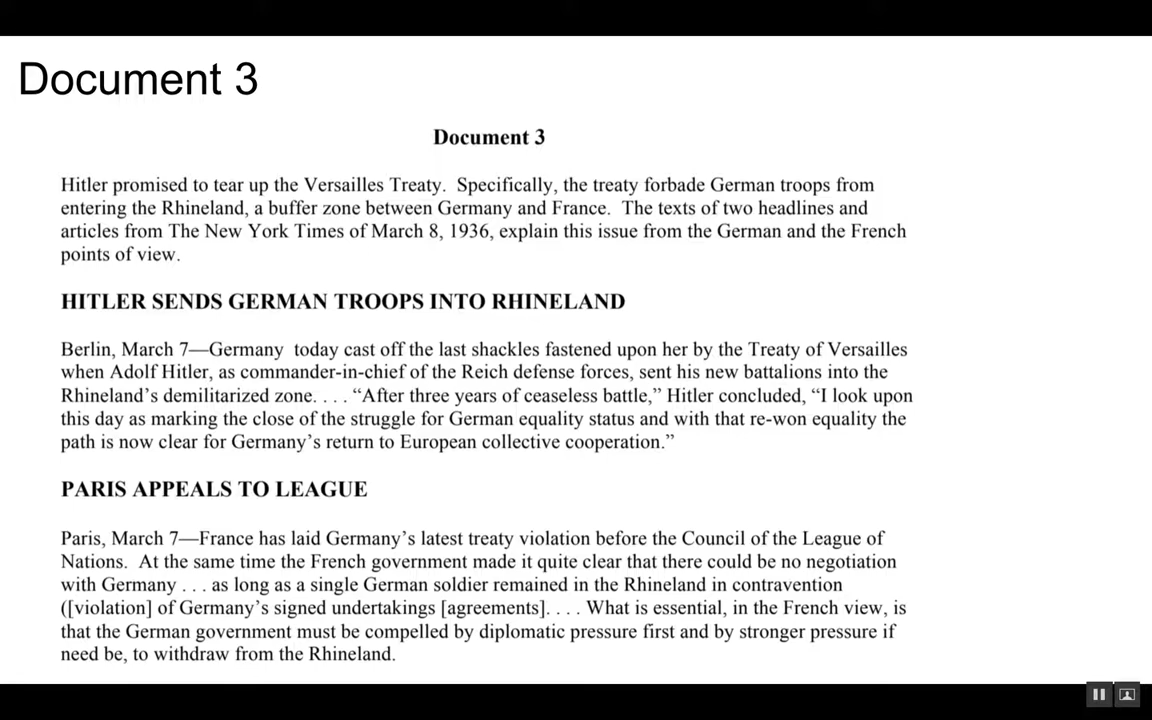 Document 3
Document 3
Hitler promised to tear up the Versailles Treaty.  Specifically, the treaty forbade German troops from
entering the Rhineland, a buffer zone between Germany and France.  The texts of two headlines and
articles from The New York Times of March 8, 1936, explain this issue from the German and the French
points of view.
HITLER SENDS GERMAN TROOPS INTO RHINELAND
Berlin, March 7—Germany  today cast off the last shackles fastened upon her by the Treaty of Versailles
when Adolf Hitler, as commander-in-chief of the Reich defense forces, sent his new battalions into the
Rhineland’s demilitarized zone. . . . “After three years of ceaseless battle,” Hitler concluded, “I look upon
this day as marking the close of the struggle for German equality status and with that re-won equality the
path is now clear for Germany’s return to European collective cooperation.”
PARIS APPEALS TO LEAGUE
Paris, March 7—France has laid Germany’s latest treaty violation before the Council of the League of
Nations.  At the same time the French government made it quite clear that there could be no negotiation
with Germany . . . as long as a single German soldier remained in the Rhineland in contravention
([violation] of Germany’s signed undertakings [agreements]. . . . What is essential, in the French view, is
that the German government must be compelled by diplomatic pressure first and by stronger pressure if
need be, to withdraw from the Rhineland.